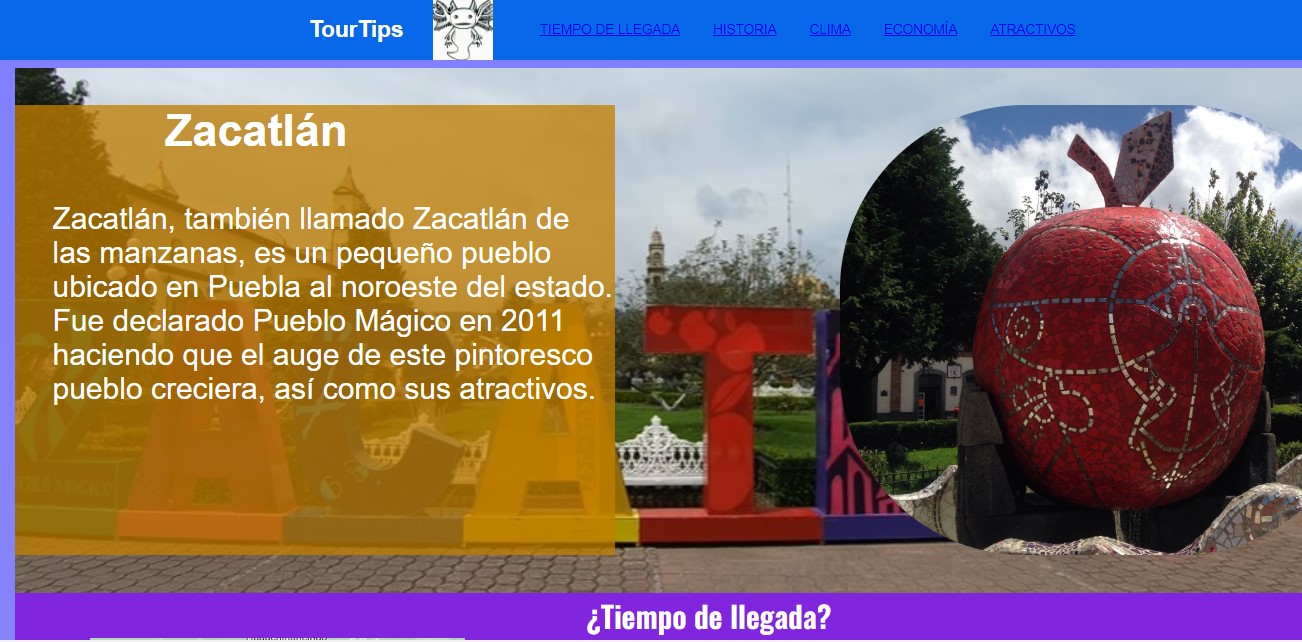 TourTips
TIEMPO DE LLEGADA HISTORIA CLIMA ECONOMÍA ATRACTIVOS
Zacatlán
Zacatlán, también llamado Zacatlán de
las manzanas, es un pequeño pueblo
ubicado en Puebla al noroeste del estado.
Fue declarado Pueblo Mágico en 2011
haciendo que el auge de este pintoresco
pueblo creciera, así como sus atractivos.
¿Tiempo de llegada?